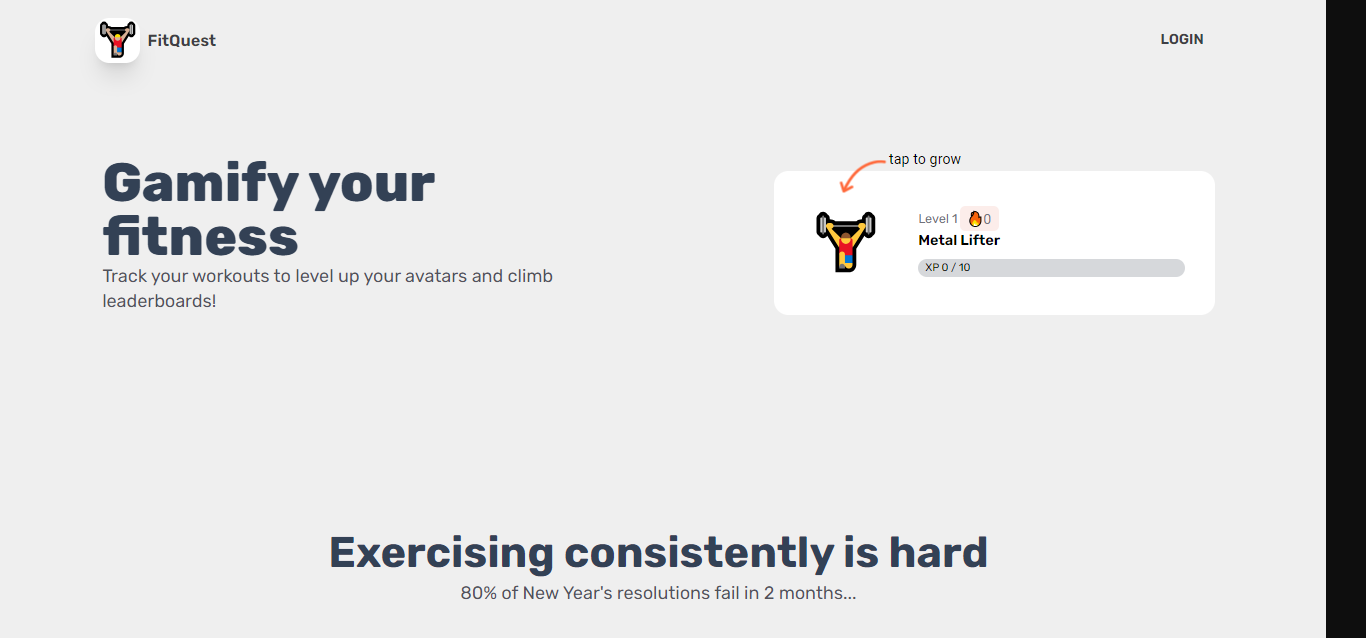 FitQuest
LOGIN
Gamify your
fitness
Track your workouts to level up your avatars and climb
leaderboards!
tap to grow
Level 1 🔥0
Metal Lifter
XP 0 / 10
Exercising consistently is hard
80% of New Year's resolutions fail in 2 months...